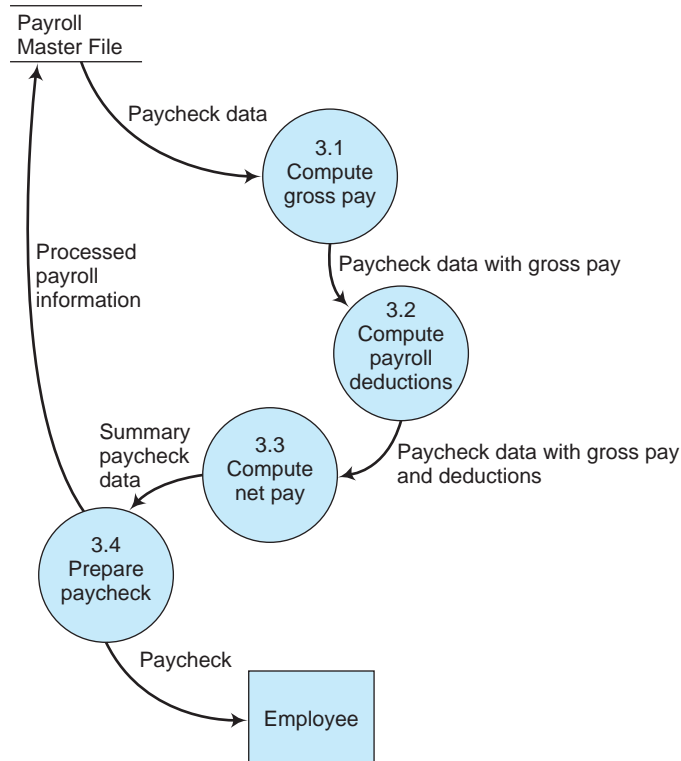 Payroll
Master File
Paycheck data
3.1
Compute
gross pay
Processed
payroll
information
Paycheck data with gross pay
3.2
Compute
payroll
deductions
Summary
paycheck
data
3.3
Compute
net pay
Paycheck data with gross pay
and deductions
3.4
Prepare
paycheck
Paycheck
Employee